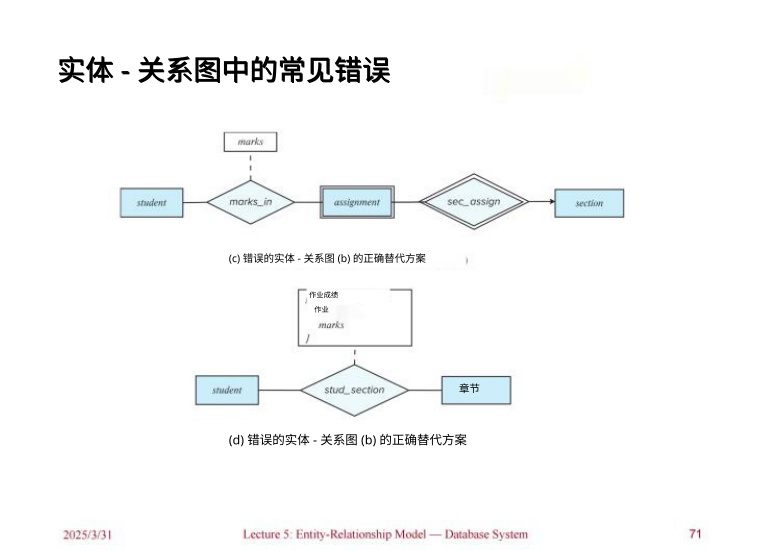 实体 - 关系图中的常见错误
marks
student
marks_in
assignment
sec_assign
section
(c) 错误的实体 - 关系图 (b) 的正确替代方案
作业成绩
作业
marks
}
student
stud_section
章节
(d) 错误的实体 - 关系图 (b) 的正确替代方案
2025/3/31
Lecture 5: Entity-Relationship Model — Database System
71